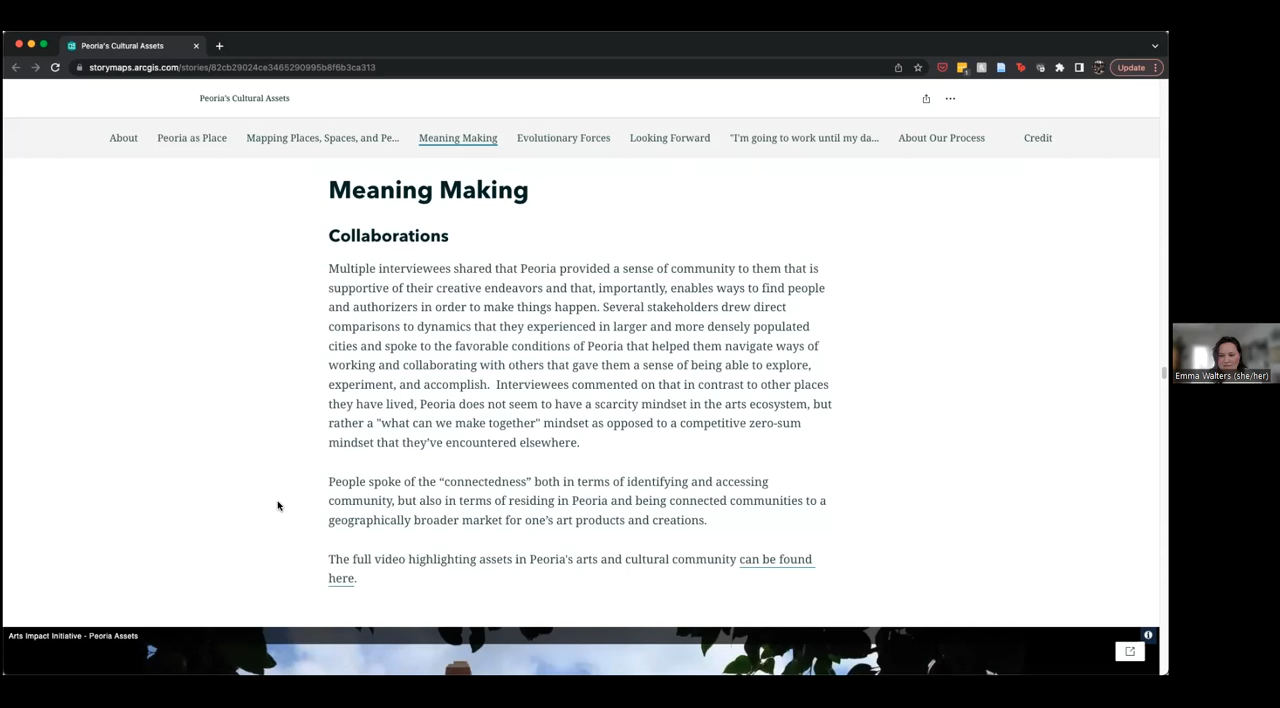 Peoria's Cultural Assets
Update
storymaps.arcgis.com/stories/82cb29024ce3465290995b8f6b3ca313
Peoria's Cultural Assets
About
Peoria as Place
Mapping Places, Spaces, and Pe...
Meaning Making
Evolutionary Forces
Looking Forward
"I'm going to work until my da...
About Our Process
Credit
Meaning Making
Collaborations
Multiple interviewees shared that Peoria provided a sense of community to them that is
supportive of their creative endeavors and that, importantly, enables ways to find people
and authorizers in order to make things happen. Several stakeholders drew direct
comparisons to dynamics that they experienced in larger and more densely populated
cities and spoke to the favorable conditions of Peoria that helped them navigate ways of
working and collaborating with others that gave them a sense of being able to explore,
experiment, and accomplish.  Interviewees commented on that in contrast to other places
they have lived, Peoria does not seem to have a scarcity mindset in the arts ecosystem, but
rather a "what can we make together" mindset as opposed to a competitive zero-sum
mindset that they've encountered elsewhere.
People spoke of the “connectedness” both in terms of identifying and accessing
community, but also in terms of residing in Peoria and being connected communities to a
geographically broader market for one's art products and creations.
The full video highlighting assets in Peoria's arts and cultural community can be found
here.
Arts Impact Initiative - Peoria Assets
Emma Walters (she/her)